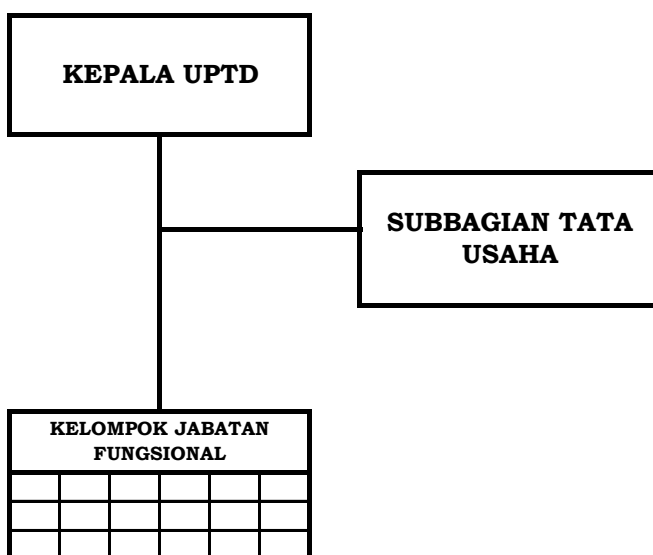 KEPALA UPTD
SUBBAGIAN TATA
USAHA
KELOMPOK JABATAN
FUNGSIONAL